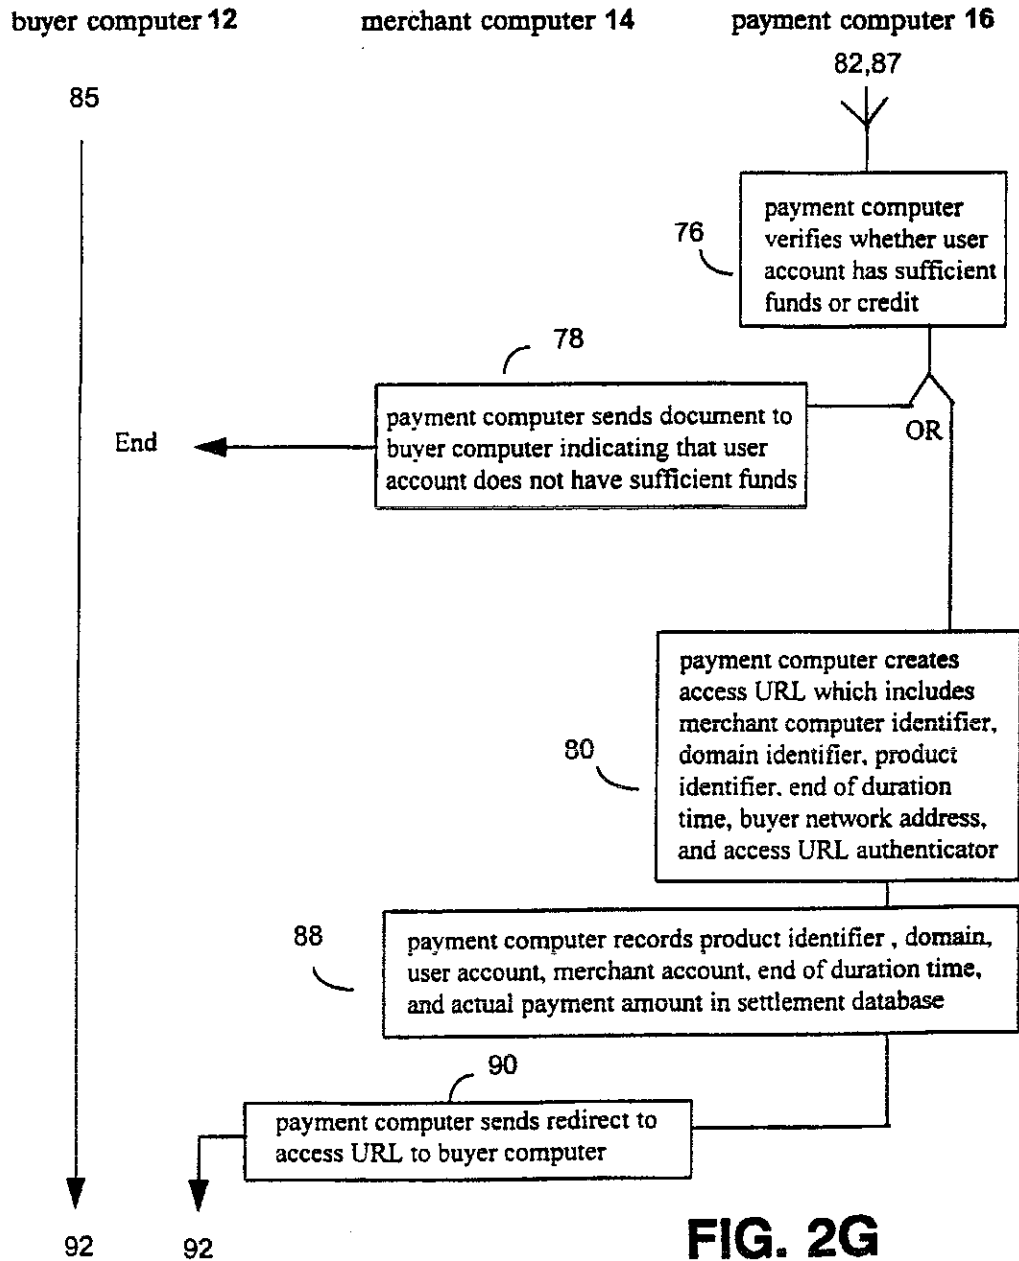 buyer computer 12
merchant computer 14
payment computer 16
82,87
85
payment computer
verifies whether user
account has sufficient
funds or credit
76
78
payment computer sends document to
buyer computer indicating that user
account does not have sufficient funds
End
OR
payment computer creates
access URL which includes
merchant computer identifier,
domain identifier, product
identifier, end of duration
time, buyer network address,
and access URL authenticator
80
88
payment computer records product identifier , domain,
user account, merchant account, end of duration time,
and actual payment amount in settlement database
90
payment computer sends redirect to
access URL to buyer computer
92
92
FIG. 2G